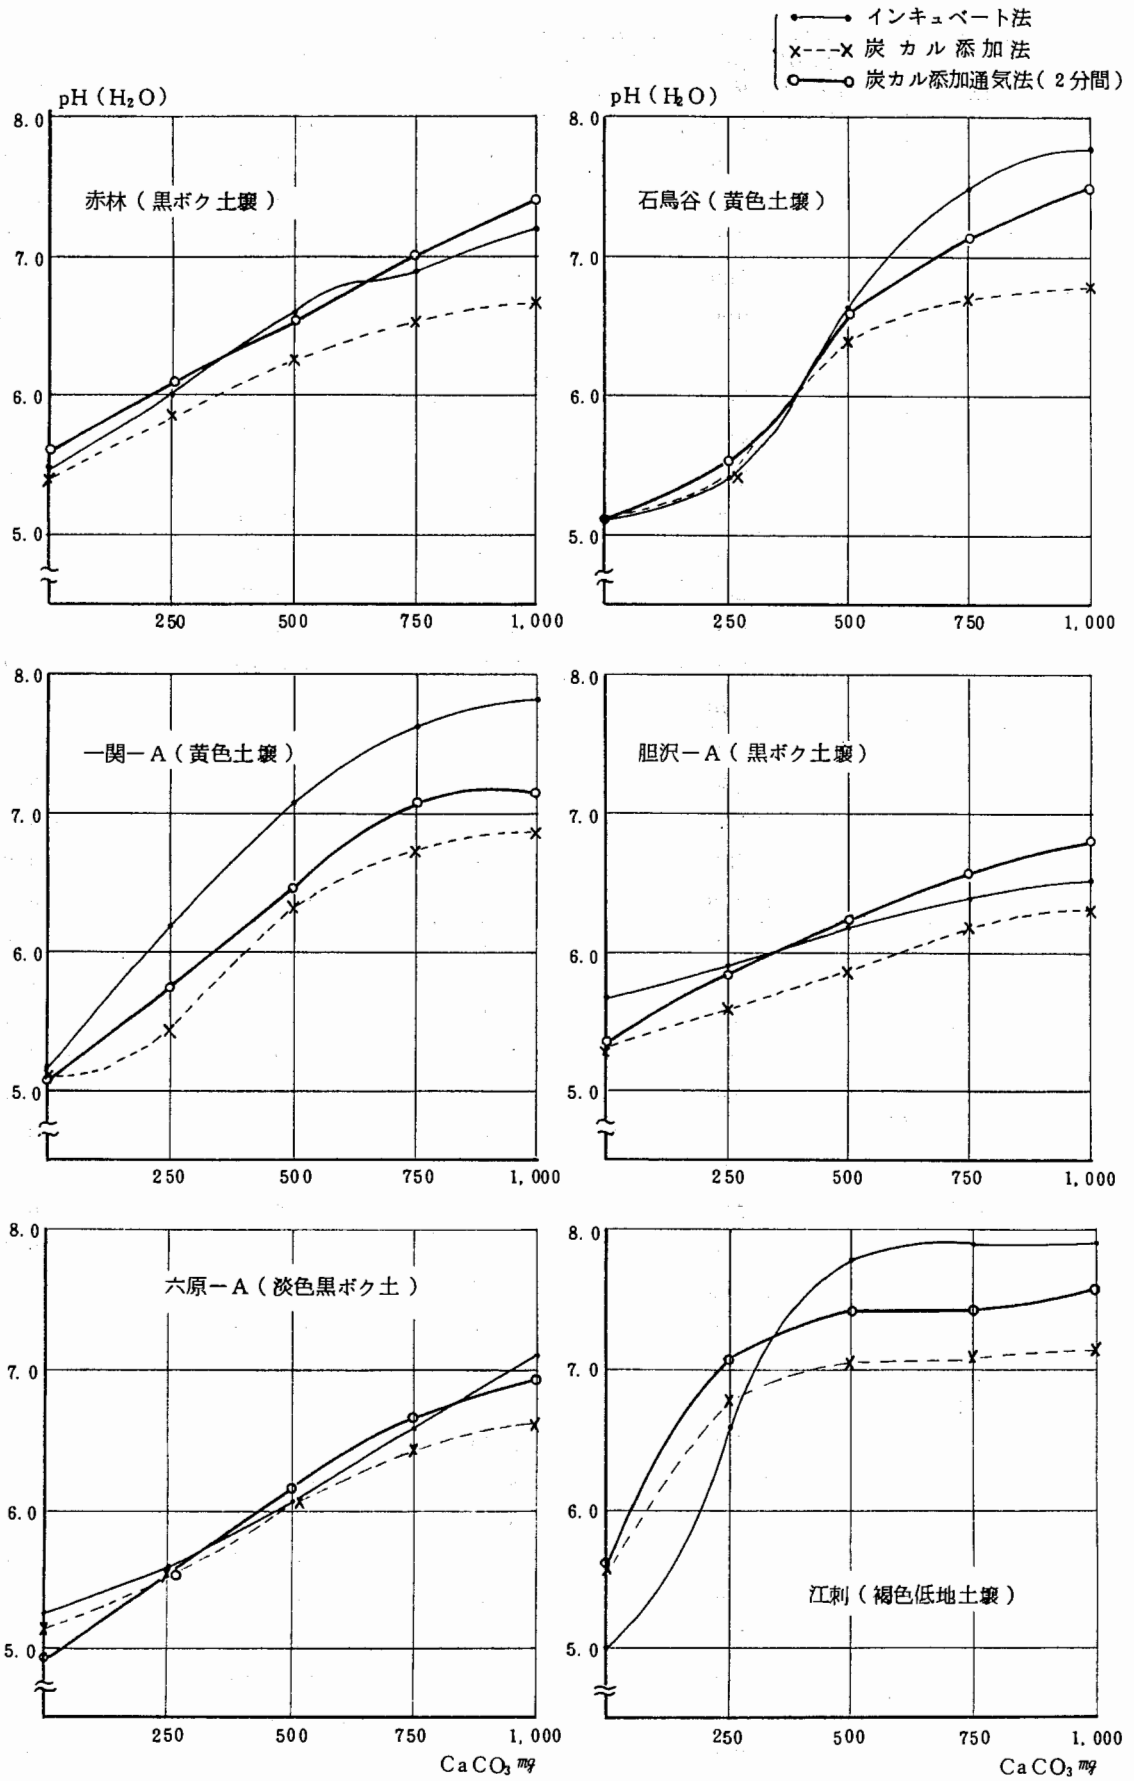 インキュベート法
炭カル添加法
炭カル添加通気法(2分間)
pH(H₂O)
8.0
7.0
6.0
5.0
赤林(黒ボク土壌)
250 500 750 1,000
pH(H₂O)
8.0
7.0
6.0
5.0
石鳥谷(黄色土壌)
250 500 750 1,000
8.0
7.0
6.0
5.0
一関-A(黄色土壌)
250 500 750 1,000
8.0
7.0
6.0
5.0
胆沢-A(黒ボク土壌)
250 500 750 1,000
8.0
7.0
6.0
5.0
六原-A(淡色黒ボク土)
250 500 750 1,000
CaCO₃ mg
8.0
7.0
6.0
5.0
江刺(褐色低地土壌)
250 500 750 1,000
CaCO₃ mg